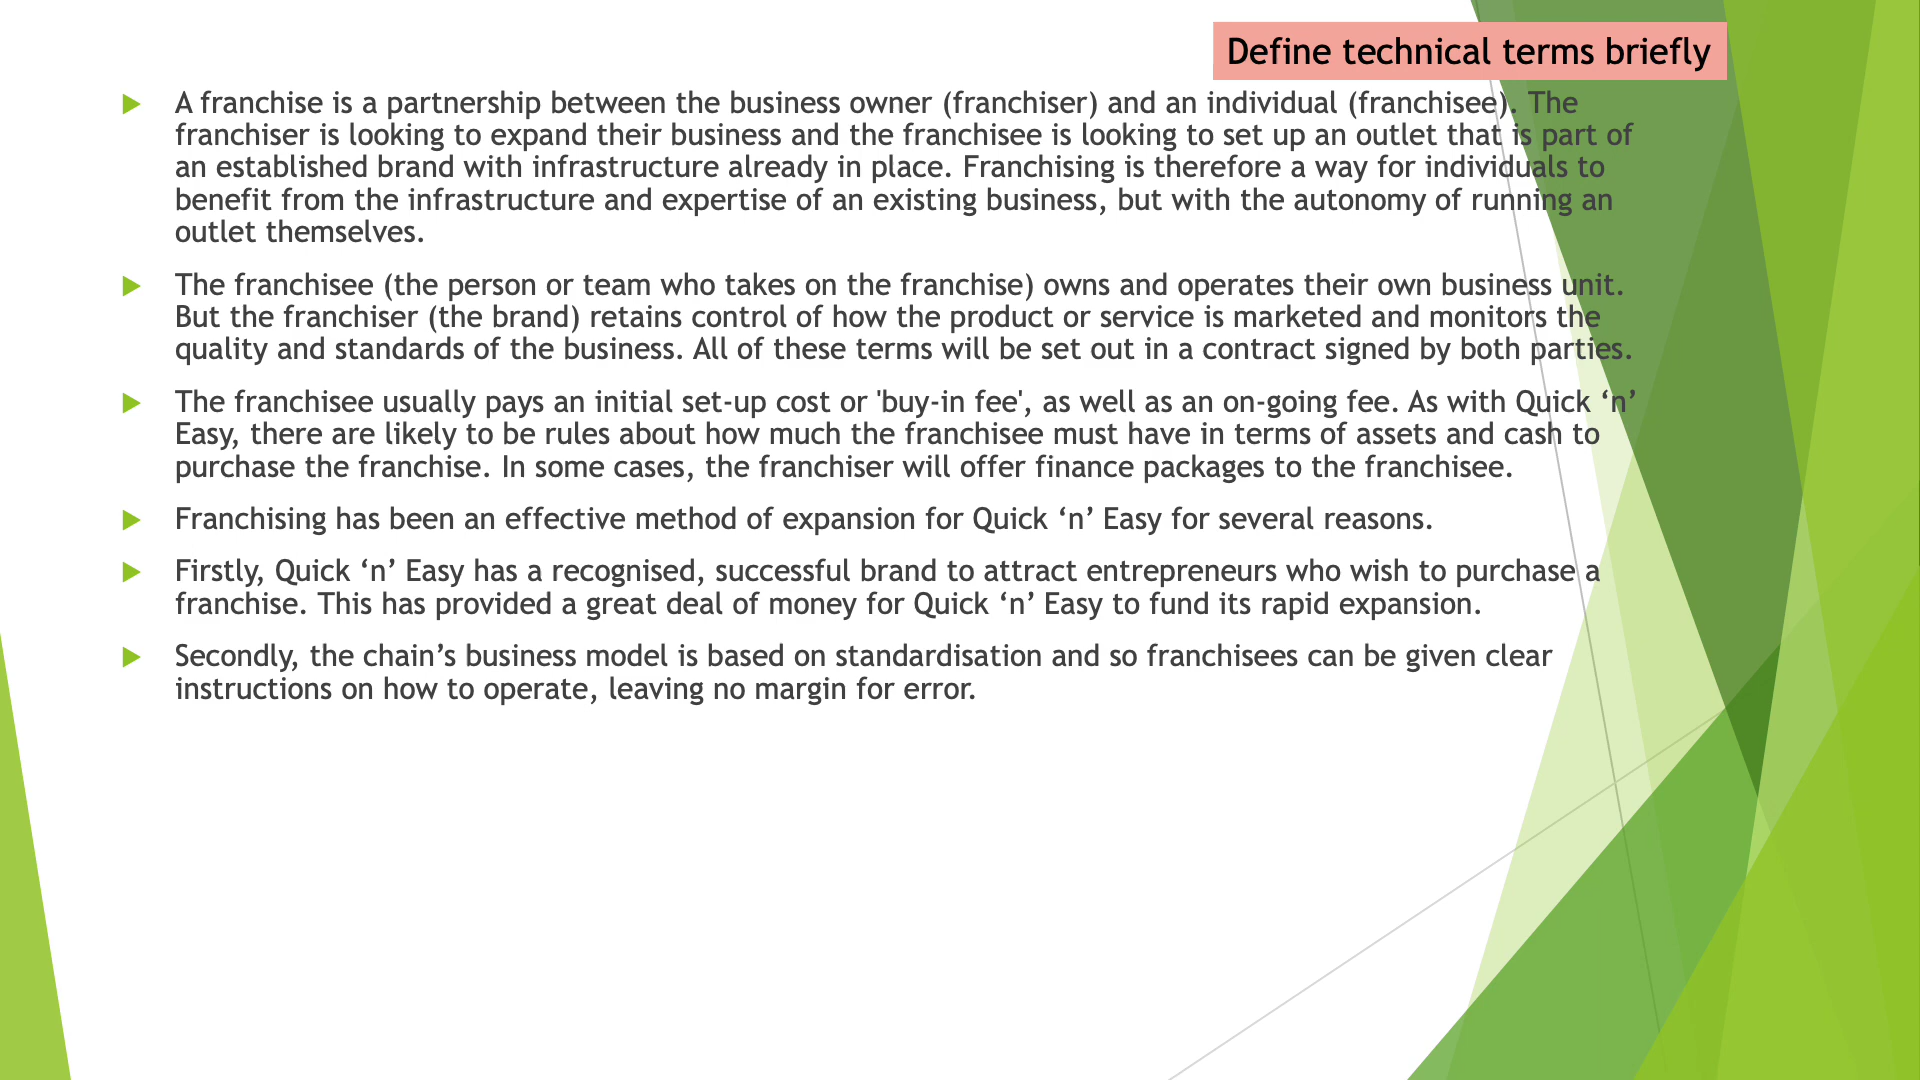 Define technical terms briefly
A franchise is a partnership between the business owner (franchiser) and an individual (franchisee). The
franchiser is looking to expand their business and the franchisee is looking to set up an outlet that is part of
an established brand with infrastructure already in place. Franchising is therefore a way for individuals to
benefit from the infrastructure and expertise of an existing business, but with the autonomy of running an
outlet themselves.
The franchisee (the person or team who takes on the franchise) owns and operates their own business unit.
But the franchiser (the brand) retains control of how the product or service is marketed and monitors the
quality and standards of the business. All of these terms will be set out in a contract signed by both parties.
The franchisee usually pays an initial set-up cost or 'buy-in fee', as well as an on-going fee. As with Quick ‘n’
Easy, there are likely to be rules about how much the franchisee must have in terms of assets and cash to
purchase the franchise. In some cases, the franchiser will offer finance packages to the franchisee.
Franchising has been an effective method of expansion for Quick ‘n’ Easy for several reasons.
Firstly, Quick ‘n’ Easy has a recognised, successful brand to attract entrepreneurs who wish to purchase a
franchise. This has provided a great deal of money for Quick ‘n’ Easy to fund its rapid expansion.
Secondly, the chain’s business model is based on standardisation and so franchisees can be given clear
instructions on how to operate, leaving no margin for error.